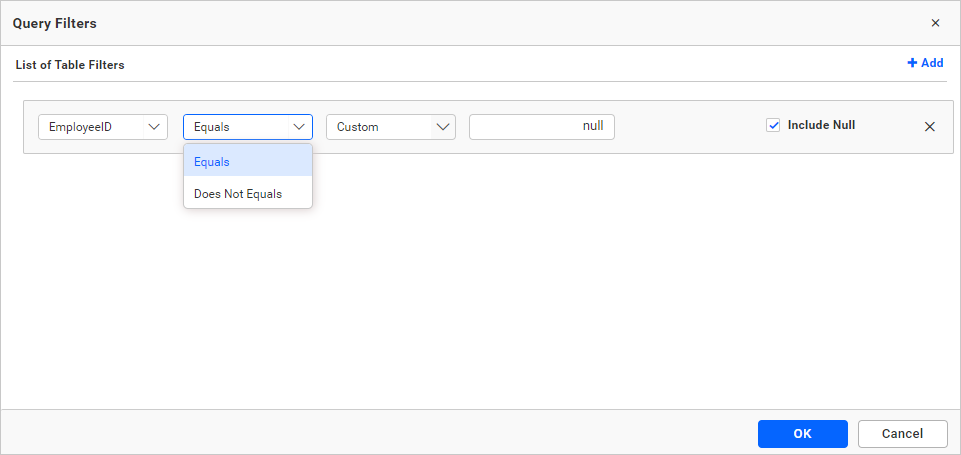 Query Filters
List of Table Filters
Add
EmployeeID Equals Custom null Include Null
Equals
Does Not Equals
OK Cancel